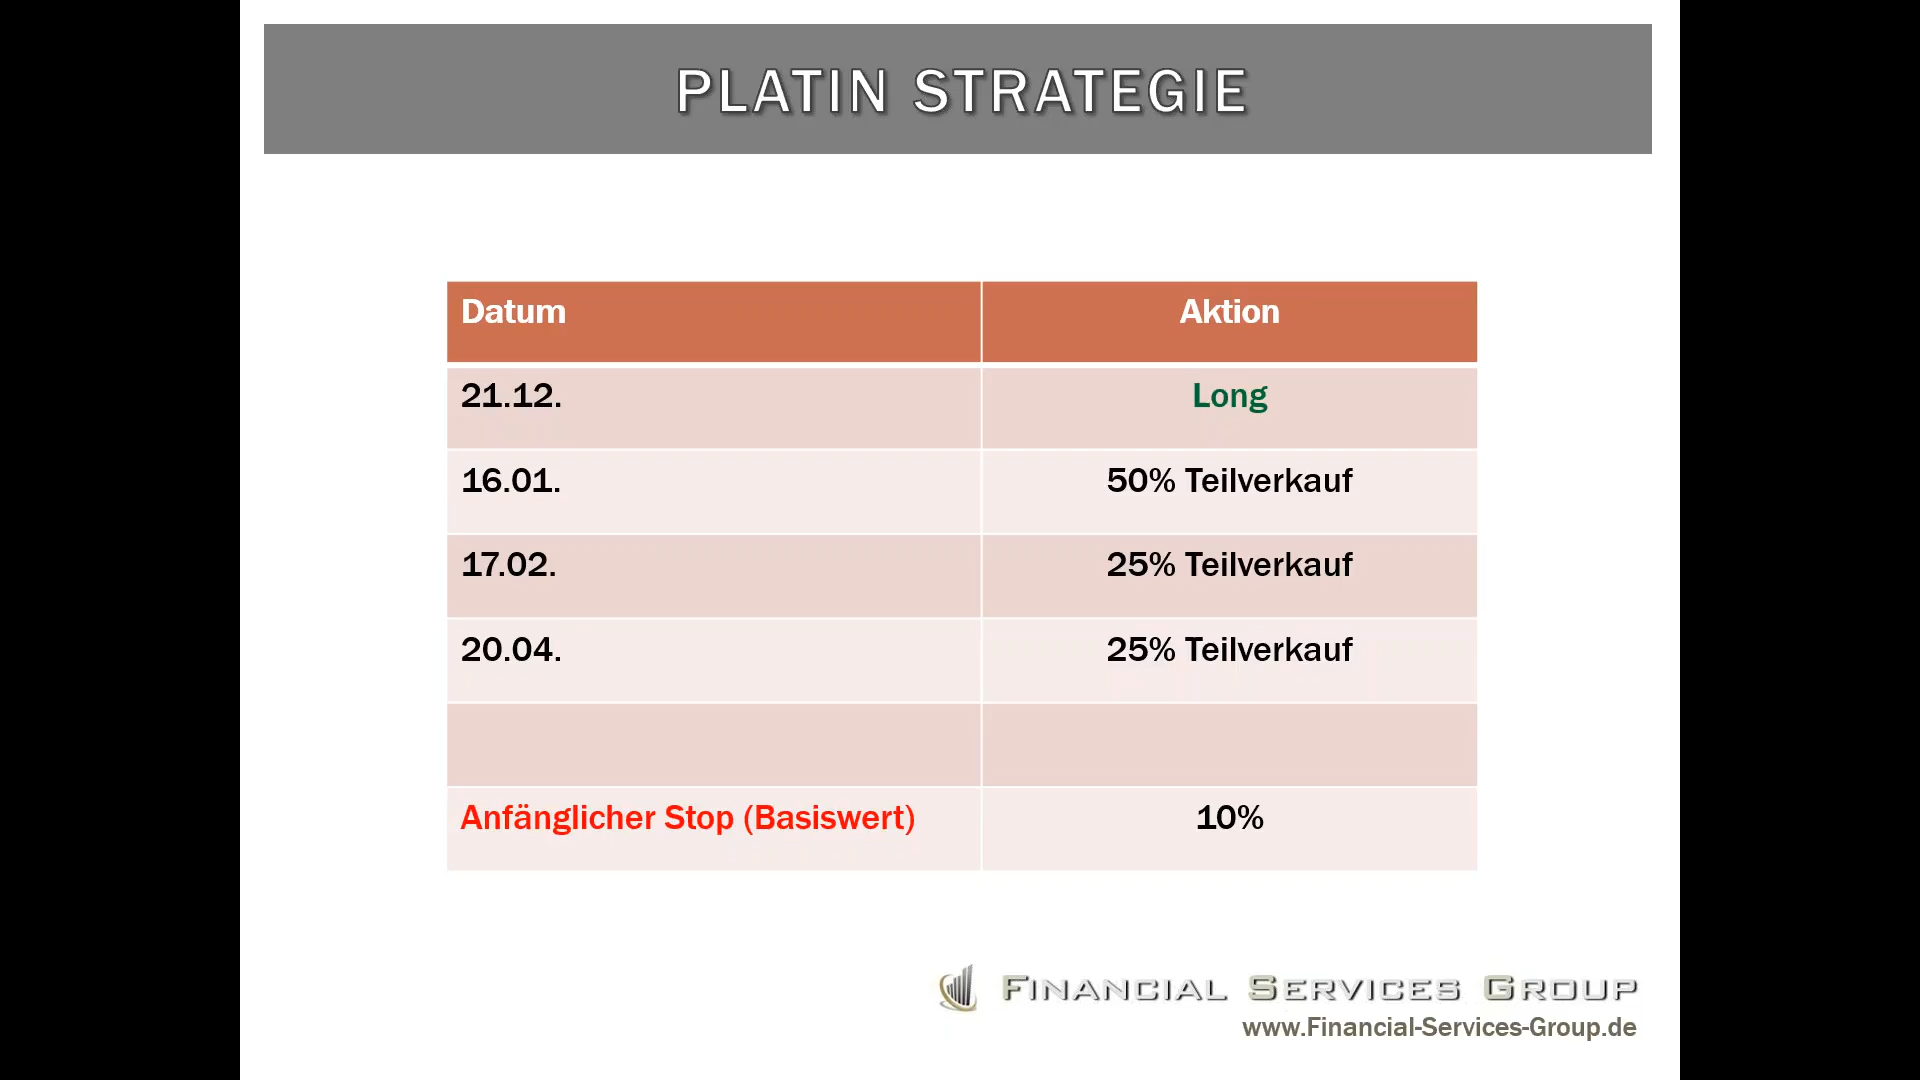 PLATIN STRATEGIE
Datum Aktion
21.12. Long
16.01. 50% Teilverkauf
17.02. 25% Teilverkauf
20.04. 25% Teilverkauf
Anfänglicher Stop (Basiswert) 10%
FINANCIAL SERVICES GROUP
www.Financial-Services-Group.de